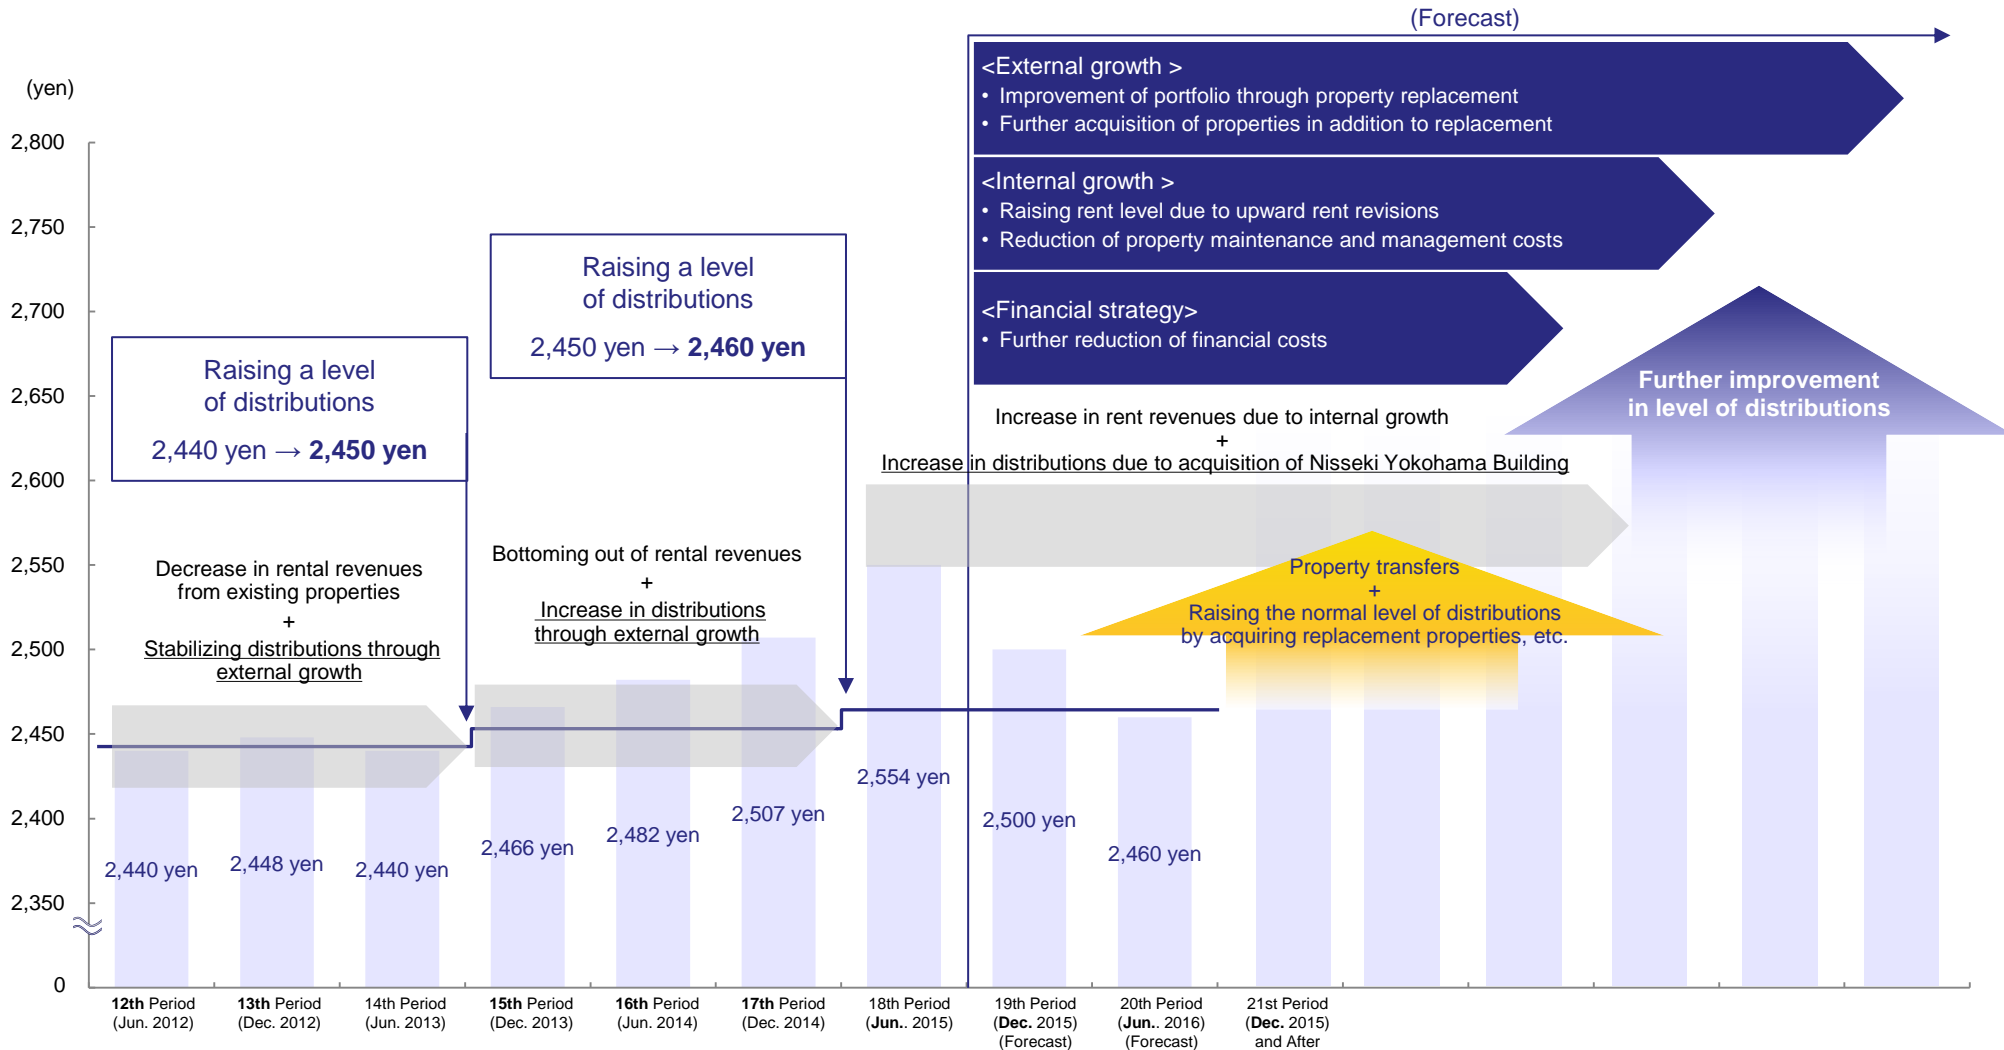 (Forecast)
(yen)
2,800
2,750
2,700
2,650
2,600
2,550
2,500
2,450
2,400
2,350
0
<External growth >
• Improvement of portfolio through property replacement
• Further acquisition of properties in addition to replacement
<Internal growth >
• Raising rent level due to upward rent revisions
• Reduction of property maintenance and management costs
<Financial strategy>
• Further reduction of financial costs
Raising a level
of distributions
2,440 yen → 2,450 yen
Raising a level
of distributions
2,450 yen → 2,460 yen
Further improvement
in level of distributions
Increase in rent revenues due to internal growth
+
Increase in distributions due to acquisition of Nisseki Yokohama Building
Decrease in rental revenues
from existing properties
+
Stabilizing distributions through
external growth
Bottoming out of rental revenues
+
Increase in distributions
through external growth
Property transfers
+
Raising the normal level of distributions
by acquiring replacement properties, etc.
2,440 yen
2,448 yen
2,440 yen
2,466 yen
2,482 yen
2,507 yen
2,554 yen
2,500 yen
2,460 yen
12th Period
(Jun. 2012)
13th Period
(Dec. 2012)
14th Period
(Jun. 2013)
15th Period
(Dec. 2013)
16th Period
(Jun. 2014)
17th Period
(Dec. 2014)
18th Period
(Jun.. 2015)
19th Period
(Dec. 2015)
(Forecast)
20th Period
(Jun.. 2016)
(Forecast)
21st Period
(Dec. 2015)
and After